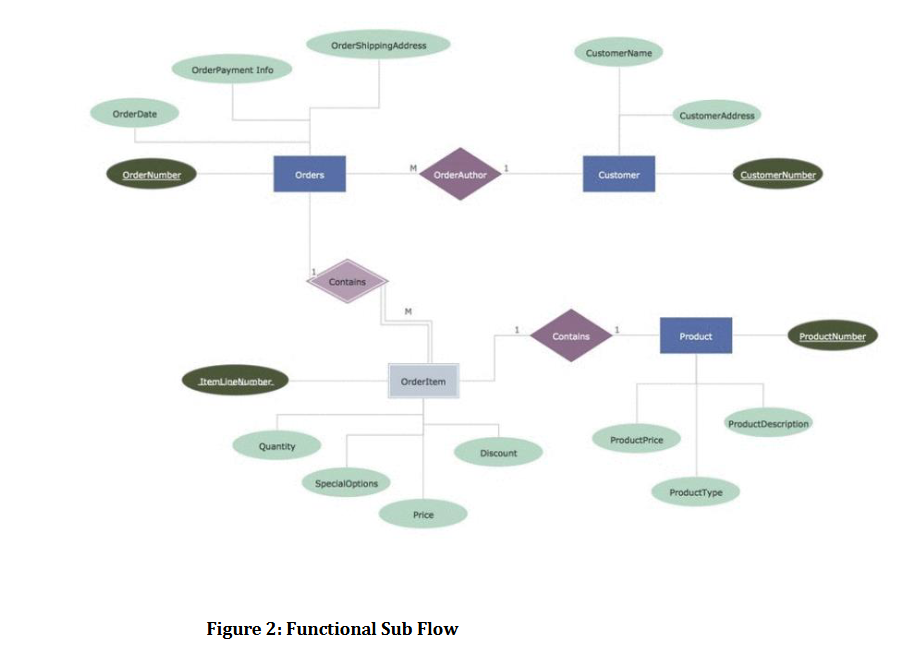 OrderShippingAddress
CustomerName
OrderPayment Info
OrderDate
CustomerAddress
OrderNumber
Orders
M
OrderAuthor
1
Customer
CustomerNumber
1
Contains
M
1
Contains
1
Product
ProductNumber
ItemLineNumber
OrderItem
Quantity
Discount
ProductPrice
ProductDescription
SpecialOptions
ProductType
Price
Figure 2: Functional Sub Flow